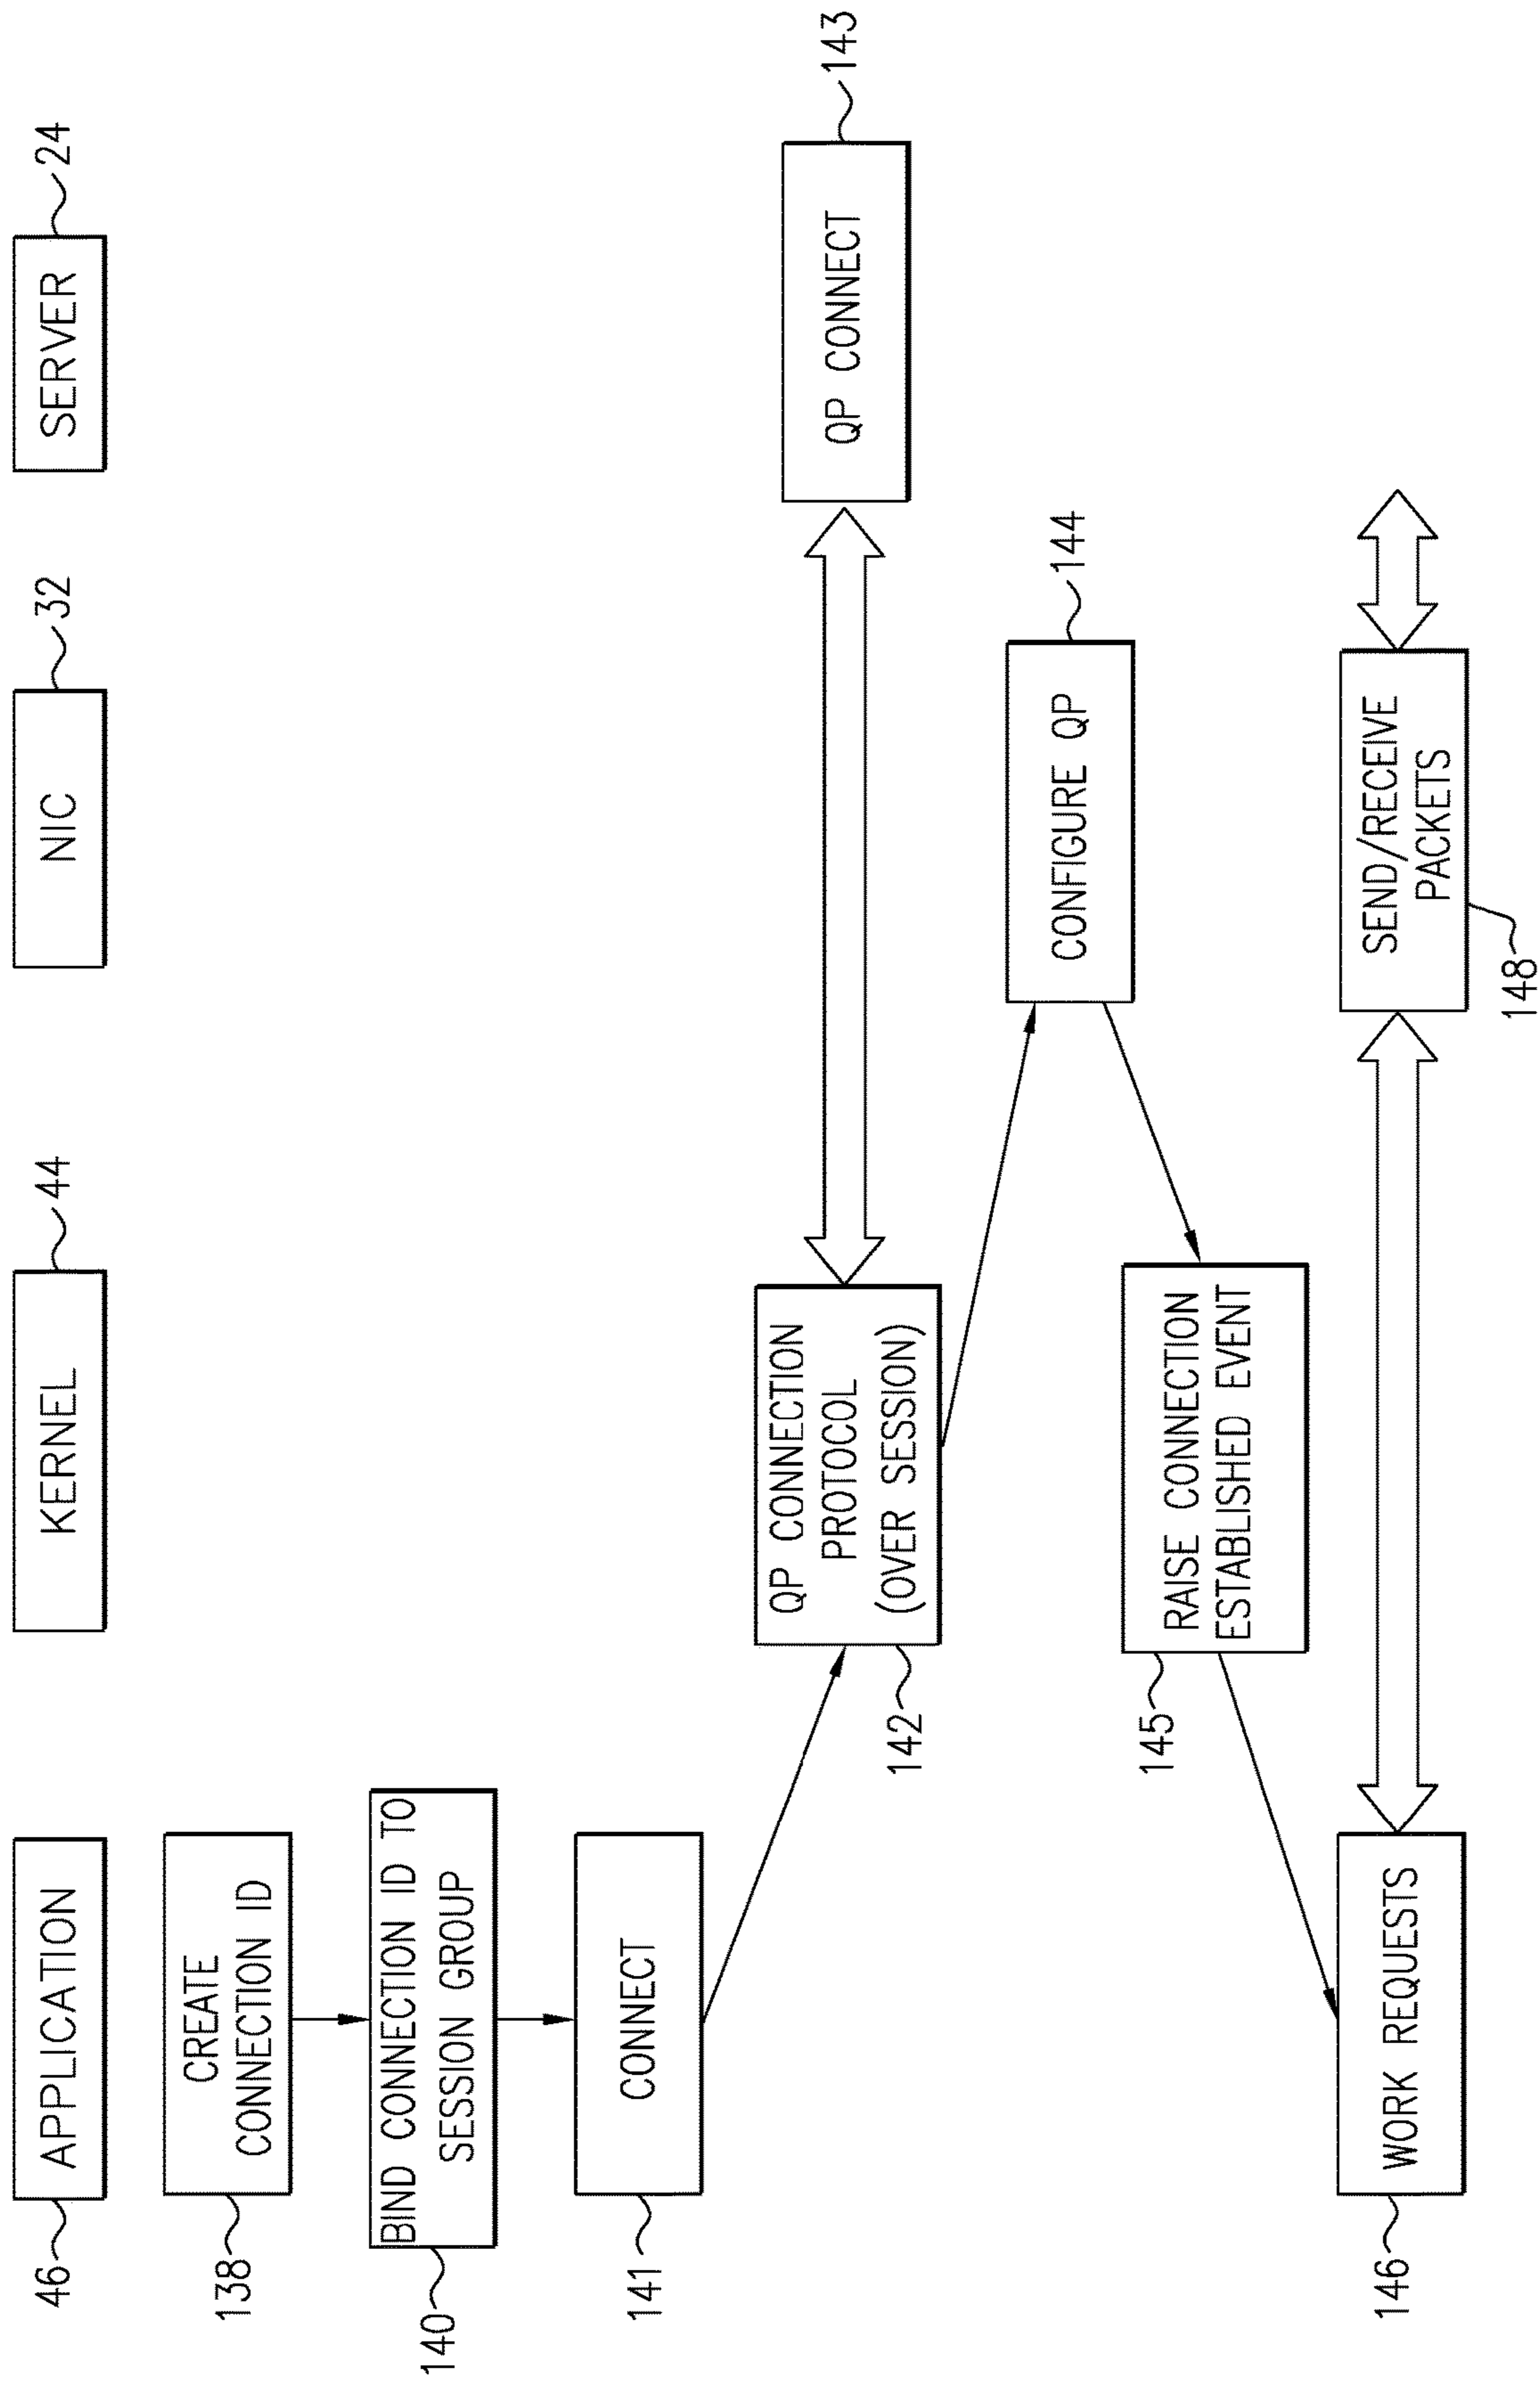 46
APPLICATION
KERNEL
44
NIC
32
SERVER
24
CREATE
CONNECTION ID
138
BIND CONNECTION ID TO
SESSION GROUP
140
CONNECT
141
QP CONNECTION
PROTOCOL
(OVER SESSION)
142
QP CONNECT
143
CONFIGURE QP
144
RAISE CONNECTION
ESTABLISHED EVENT
145
WORK REQUESTS
146
SEND/RECEIVE
PACKETS
148